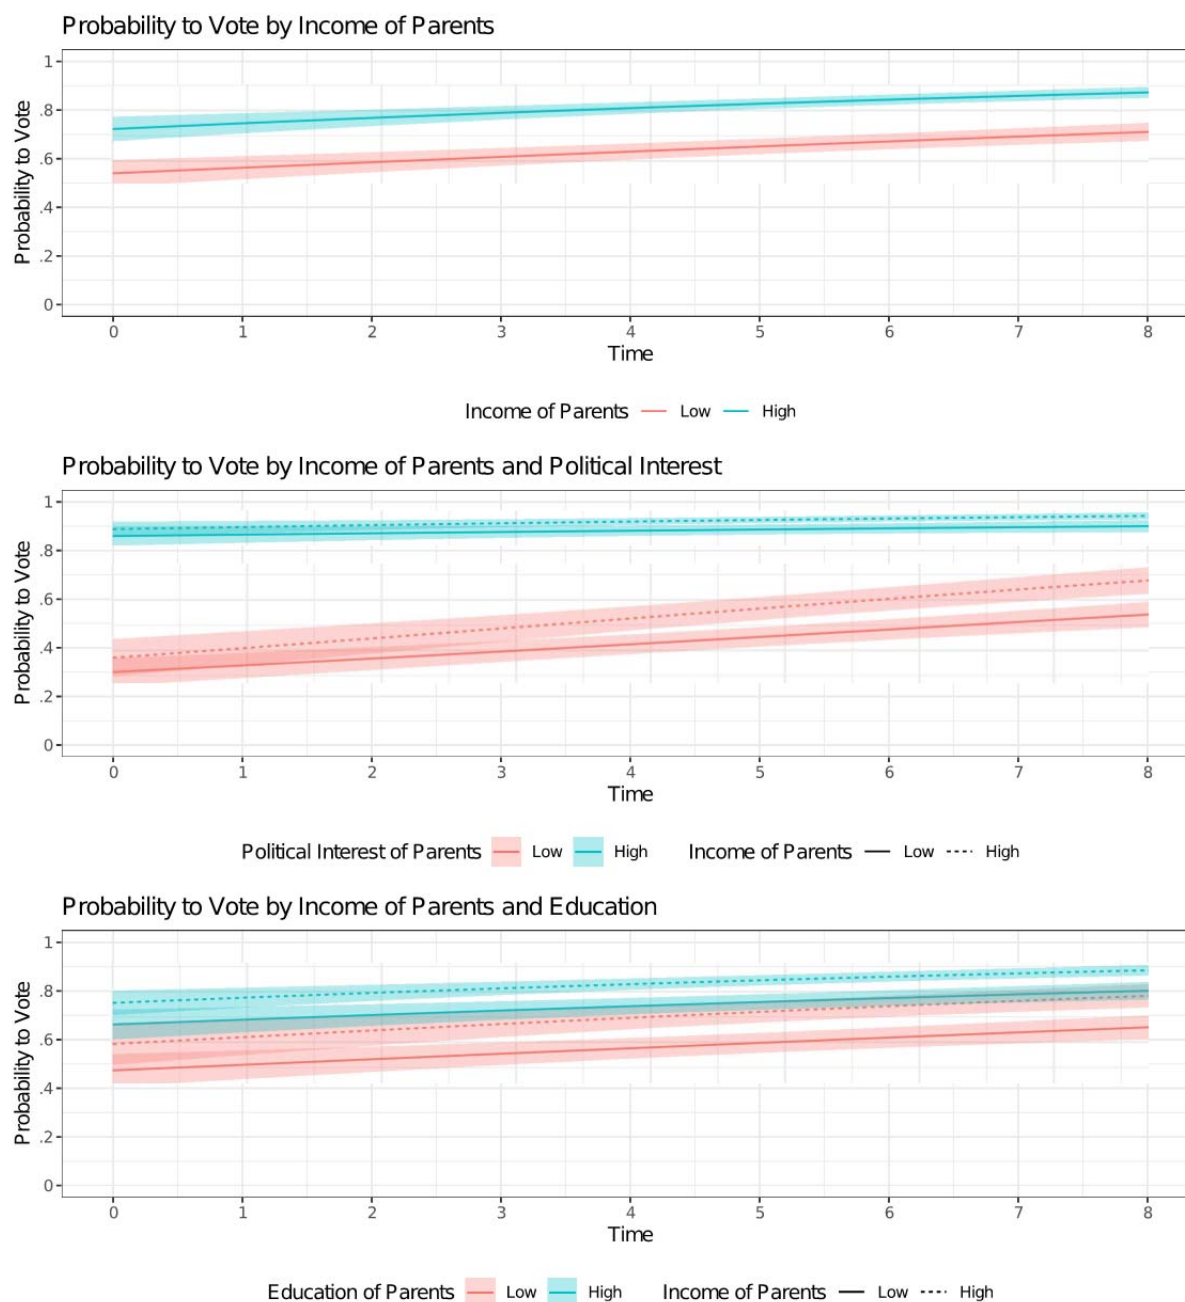 Probability to Vote by Income of Parents
1
.8
.6
.4
.2
0
Probability to Vote
0 1 2 3 4 5 6 7 8
Time
Income of Parents Low High
Probability to Vote by Income of Parents and Political Interest
1
.8
.6
.4
.2
0
Probability to Vote
0 1 2 3 4 5 6 7 8
Time
Political Interest of Parents Low High Income of Parents Low High
Probability to Vote by Income of Parents and Education
1
.8
.6
.4
.2
0
Probability to Vote
0 1 2 3 4 5 6 7 8
Time
Education of Parents Low High Income of Parents Low High